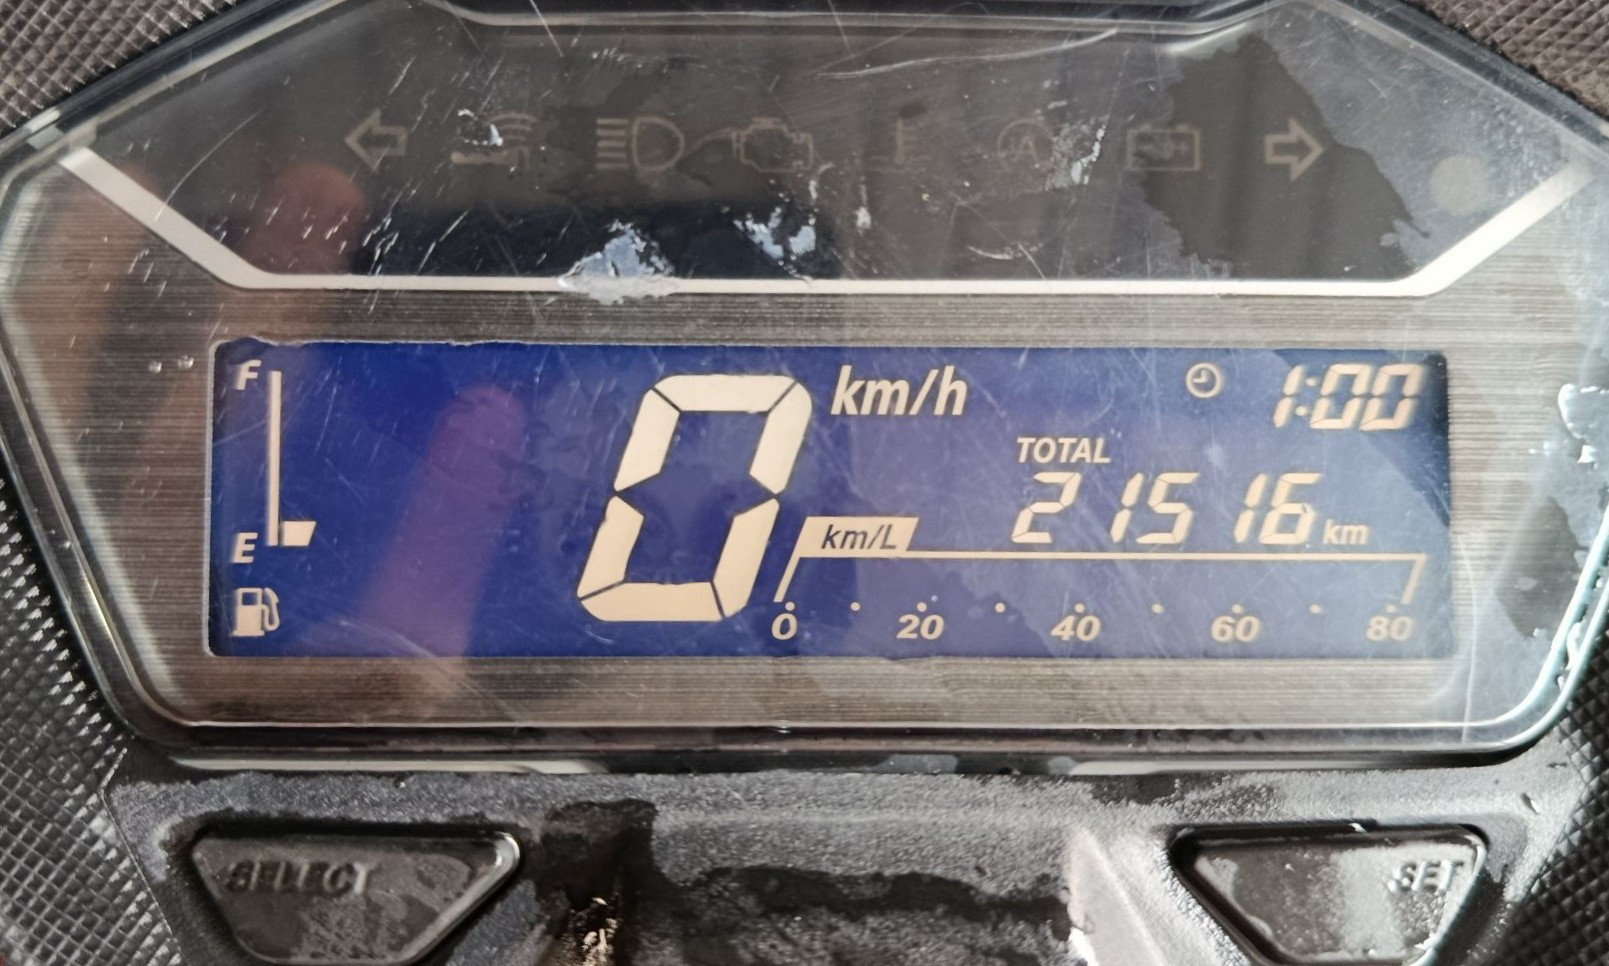 F
km/h
1:00
TOTAL
21516 km
E
0
km/L
0 20 40 60 80
SELECT
SET